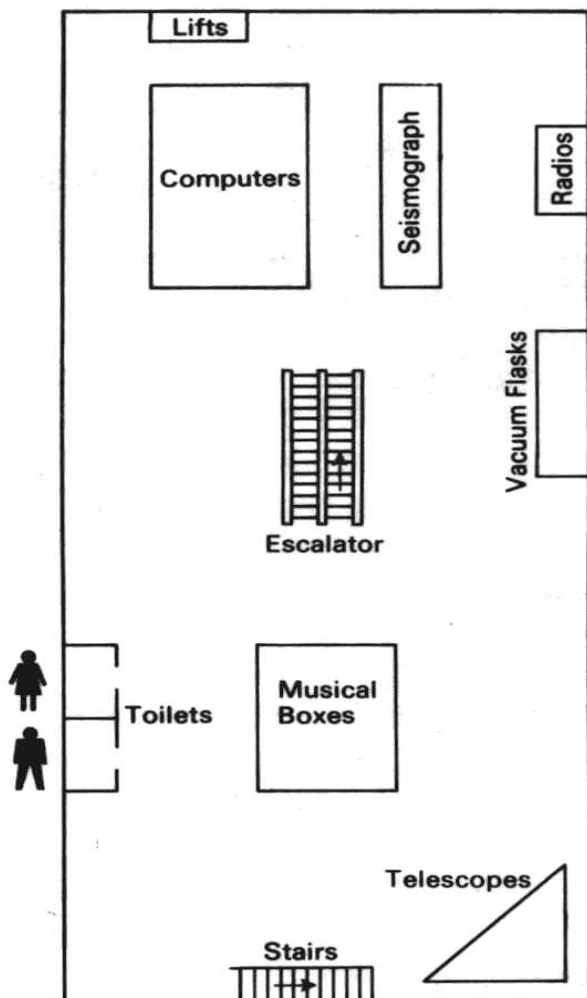 Lifts
Computers
Seismograph
Radios
Vacuum Flasks
Escalator
Toilets
Musical
Boxes
Telescopes
Stairs